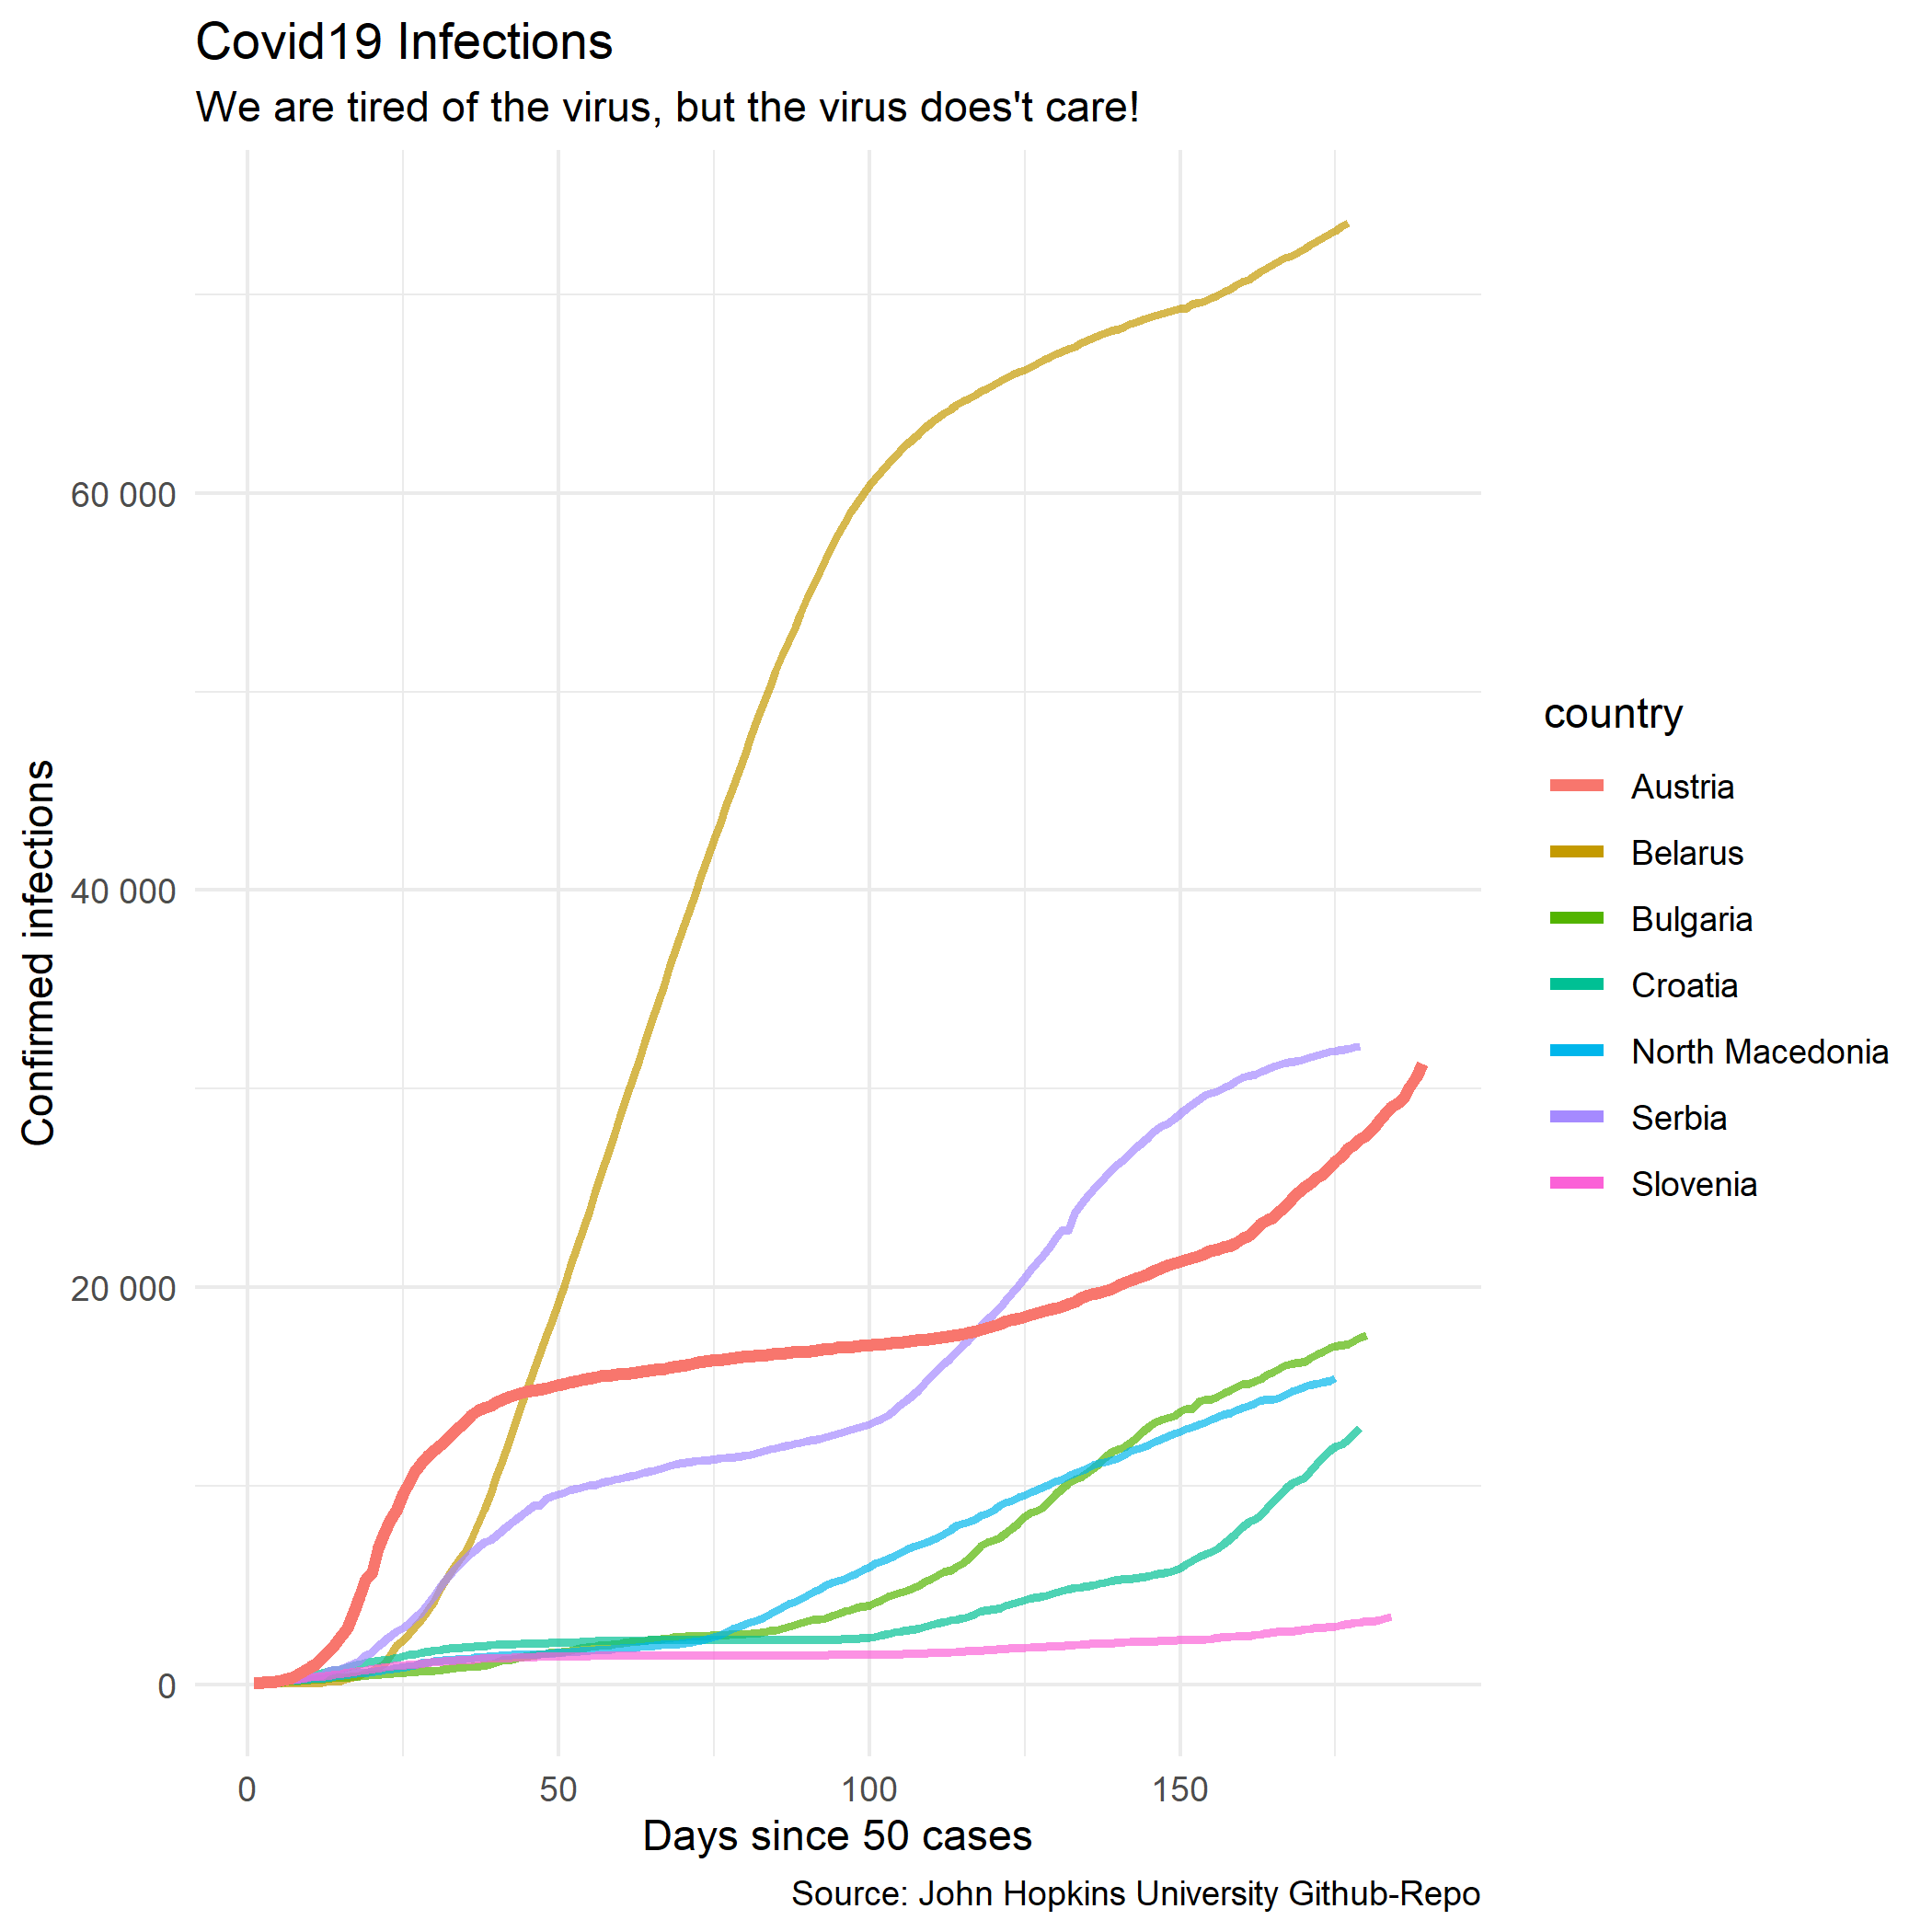 Covid19 Infections
We are tired of the virus, but the virus does't care!
Confirmed infections
60 000
40 000
20 000
0
0 50 100 150
Days since 50 cases
country
Austria
Belarus
Bulgaria
Croatia
North Macedonia
Serbia
Slovenia
Source: John Hopkins University Github-Repo